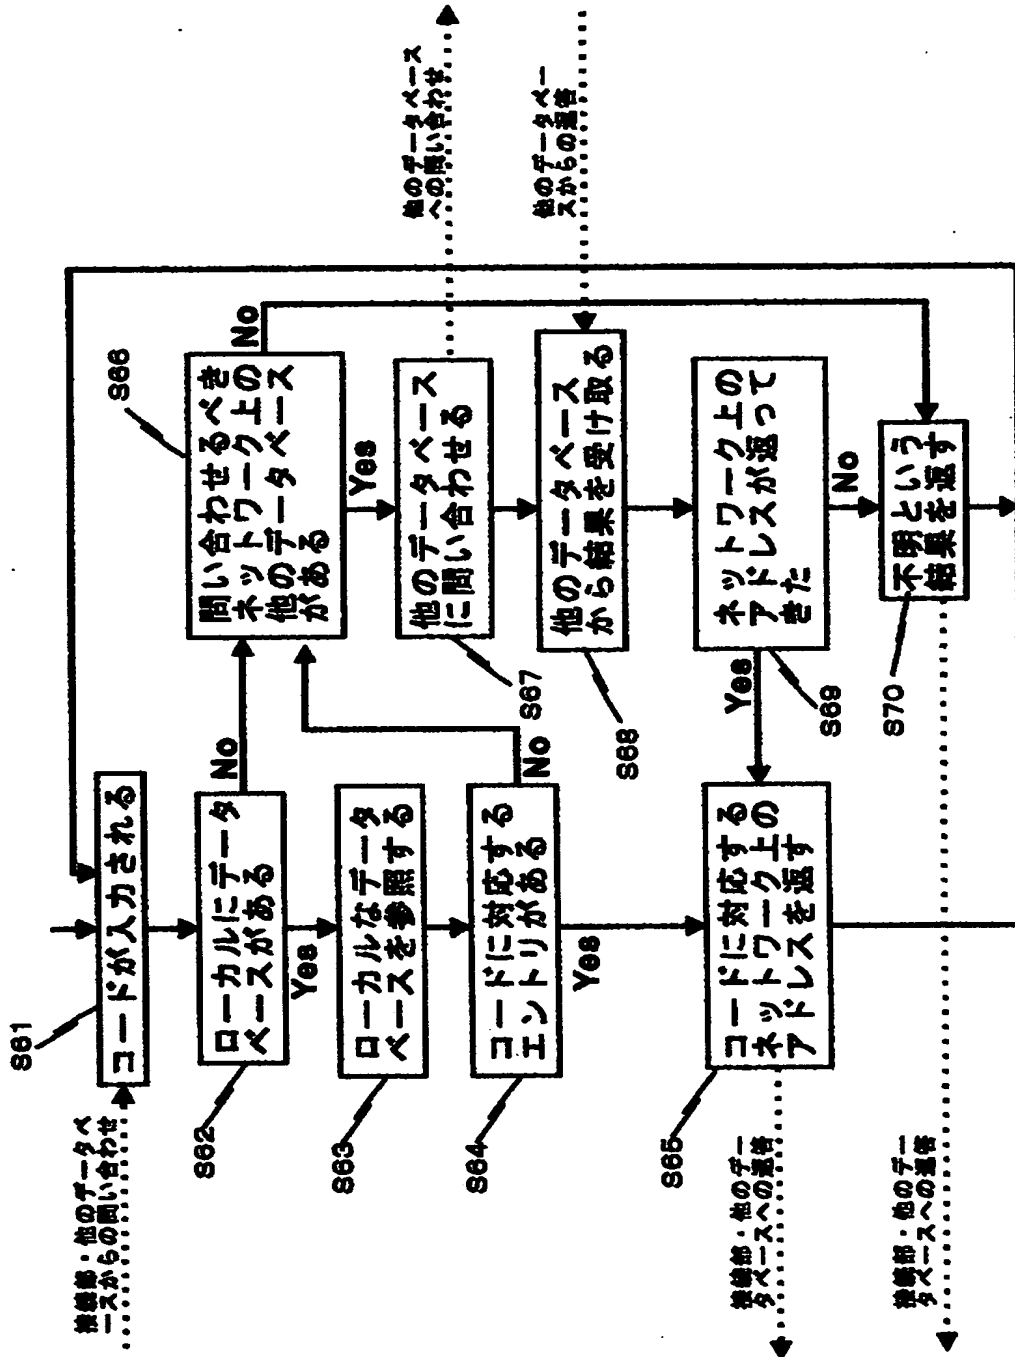 S61
コードが入力される
接続部・他のデータベ
ースからの問い合わせ
S62
ローカルにデータ
ベースがある
No
Yes
S63
ローカルなデータ
ベースを参照する
S64
コードに対応する
エントリがある
No
Yes
S65
コードに対応する
ネットワーク上の
アドレスを返す
接続部・他のデー
タベースへの返答
S66
問い合わせるべき
ネットワーク上の
他のデータベース
がある
No
Yes
S67
他のデータベース
に問い合わせる
他のデータベース
への問い合わせ
S68
他のデータベース
から結果を受け取る
他のデータベー
スからの返答
S69
ネットワーク上の
アドレスが返って
きた
Yes
No
S70
不明という
結果を返す
接続部・他のデー
タベースへの返答